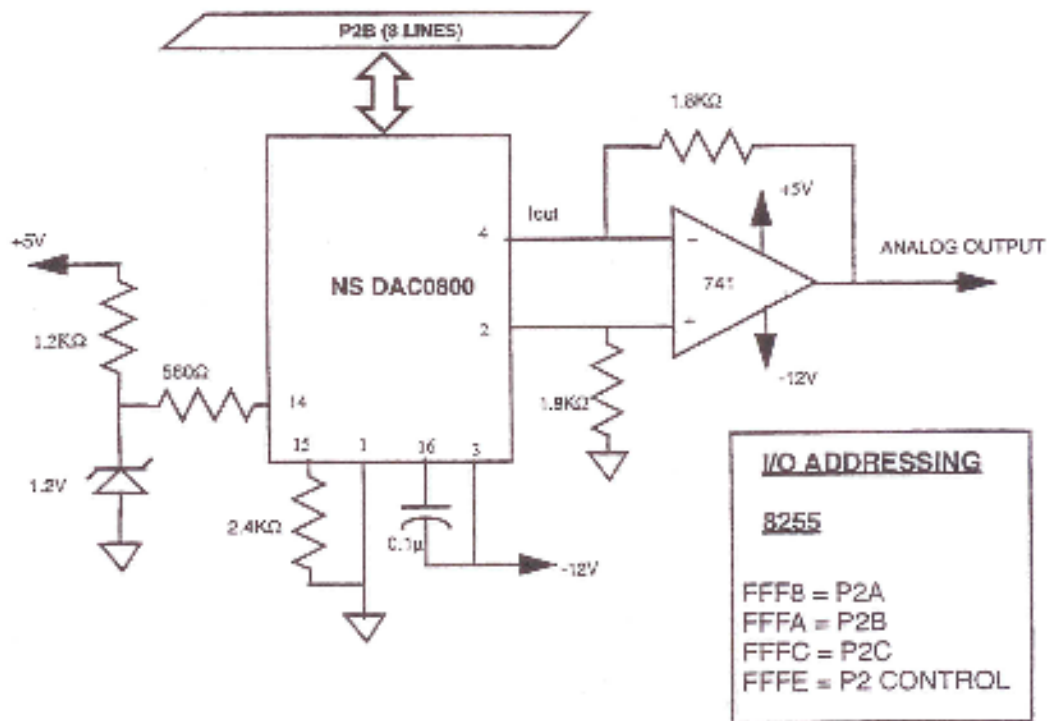 P2B (8 LINES)
1.8KΩ
+5V
Iout
4
ANALOG OUTPUT
+5V
NS DAC0800
741
−
+
2
1.2KΩ
560Ω
-12V
14
1.8KΩ
15
1
16
3
I/O ADDRESSING
1.2V
2.4KΩ
0.1µ
8255
-12V
FFF8 = P2A
FFFA = P2B
FFFC = P2C
FFFE = P2 CONTROL